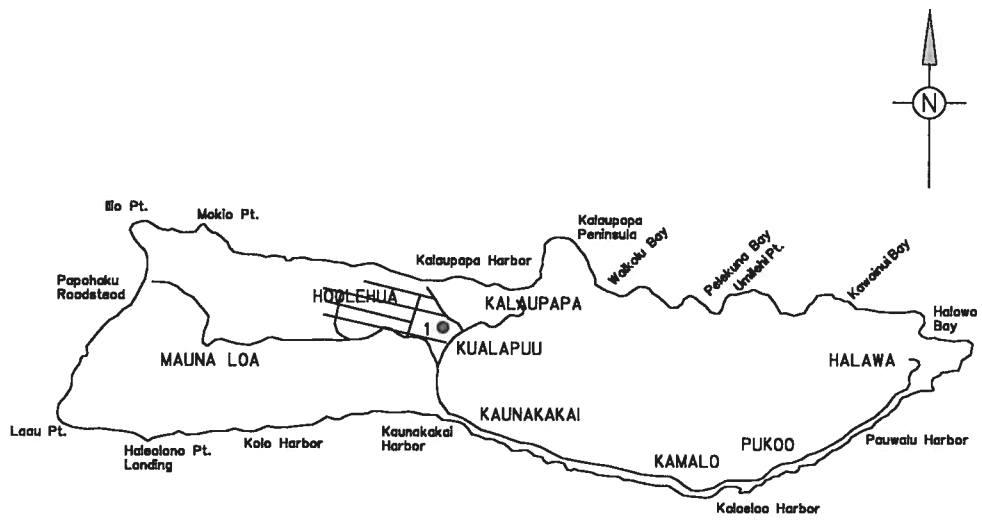 N
Ilio Pt.
Mokio Pt.
Kalaupapa
Peninsula
Waikolu Bay
Pelekuna Bay
Umilehi Pt.
Kawainui Bay
Kalaupapa Harbor
Papohaku
Roadstead
HOOLEHUA
KALAUPAPA
Halawa
Bay
1
KUALAPUU
MAUNA LOA
HALAWA
KAUNAKAKAI
Laau Pt.
Haleolono Pt.
Landing
Kolo Harbor
Kaunakakai
Harbor
PUKOO
Pauwalu Harbor
KAMALO
Kalaeloa Harbor